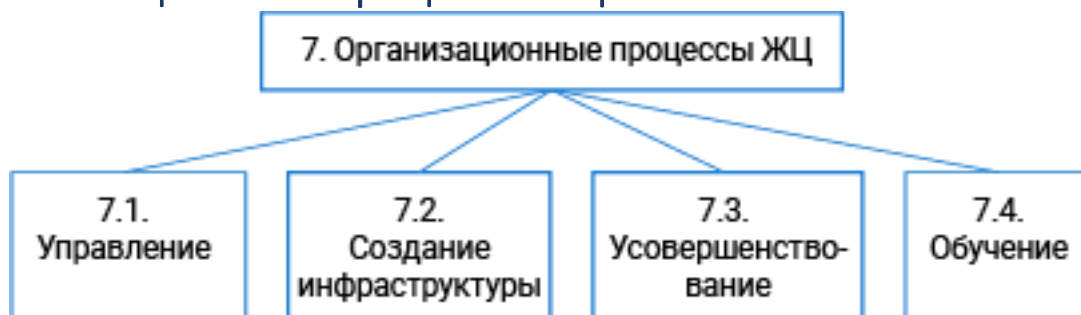 7. Организационные процессы ЖЦ
7.1.
Управление
7.2.
Создание
инфраструктуры
7.3.
Усовершенство-
вание
7.4.
Обучение